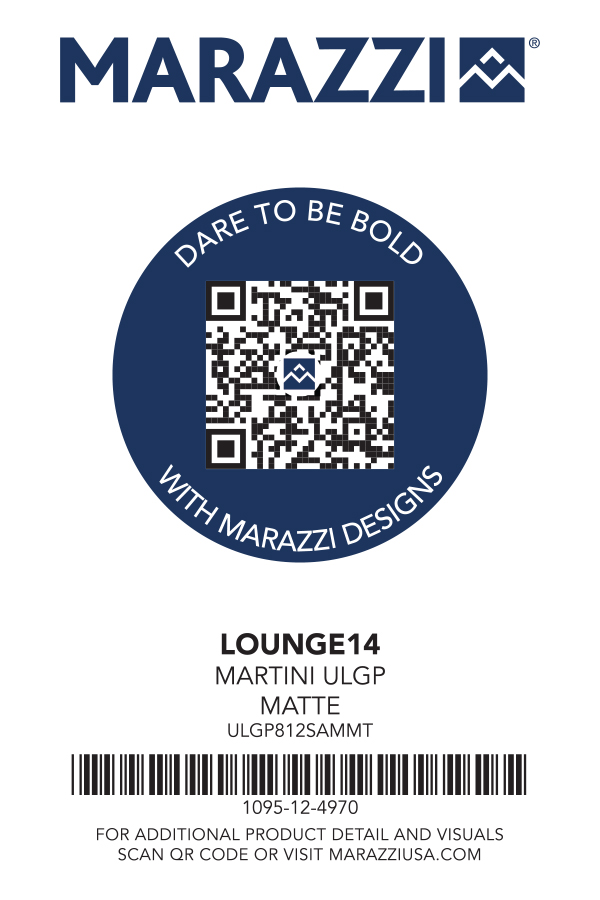 MARAZZI®
DARE TO BE BOLD
WITH MARAZZI DESIGNS
LOUNGE14
MARTINI ULGP
MATTE
ULGP812SAMMT
1095-12-4970
FOR ADDITIONAL PRODUCT DETAIL AND VISUALS
SCAN QR CODE OR VISIT MARAZZIUSA.COM